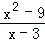 x² − 9
x − 3